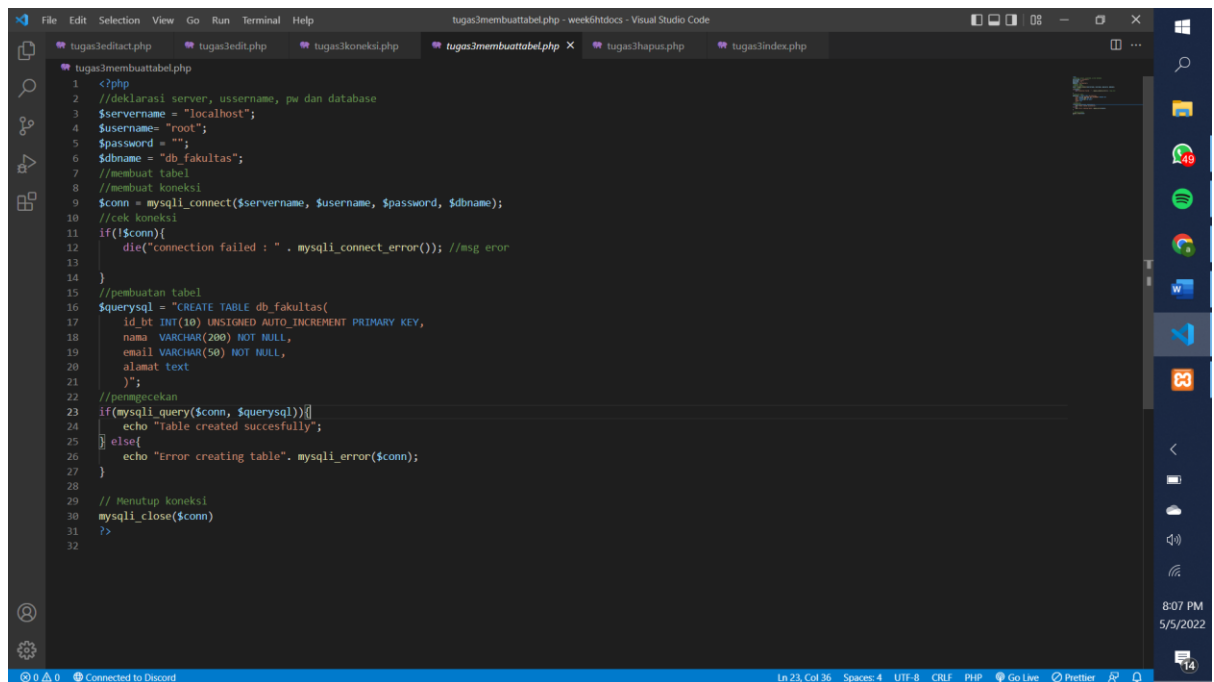 File Edit Selection View Go Run Terminal Help tugas3membuattabel.php - week6htdocs - Visual Studio Code
tugas3editact.php tugas3edit.php tugas3koneksi.php tugas3membuattabel.php tugas3hapus.php tugas3index.php
tugas3membuattabel.php
1 <?php
2 //deklarasi server, ussername, pw dan database
3 $servername = "localhost";
4 $username= "root";
5 $password = "";
6 $dbname = "db_fakultas";
7 //membuat tabel
8 //membuat koneksi
9 $conn = mysqli_connect($servername, $username, $password, $dbname);
10 //cek koneksi
11 if(!$conn){
12 die("connection failed : " . mysqli_connect_error()); //msg eror
13
14 }
15 //pembuatan tabel
16 $querysql = "CREATE TABLE db_fakultas(
17 id_bt INT(10) UNSIGNED AUTO_INCREMENT PRIMARY KEY,
18 nama VARCHAR(200) NOT NULL,
19 email VARCHAR(50) NOT NULL,
20 alamat text
21 )";
22 //penmgecekan
23 if(mysqli_query($conn, $querysql)){
24 echo "Table created succesfully";
25 } else{
26 echo "Error creating table". mysqli_error($conn);
27 }
28
29 // Menutup koneksi
30 mysqli_close($conn)
31 ?>
32
0 0 Connected to Discord Ln 23, Col 36 Spaces: 4 UTF-8 CRLF PHP Go Live Prettier
49
W
8:07 PM
5/5/2022
14